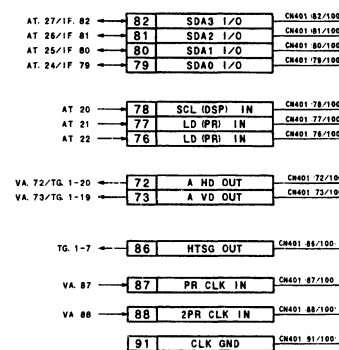 AT. 27/IF. 82 82 SDA3 I/O CN401 82/100
AT. 26/IF 81 81 SDA2 I/O CN401 81/100
AT 25/IF 80 80 SDA1 I/O CN401 80/100
AT. 24/IF 79 79 SDA0 I/O CN401 79/100
AT 20 78 SCL (DSP) IN CN401 78/100
AT 21 77 LD (PR) IN CN401 77/100
AT 22 76 LD (PR) IN CN401 76/100
VA. 72/TG. 1-20 72 A HD OUT CN401 72/10
VA. 73/TG. 1-19 73 A VD OUT CN401 73/10
TG. 1-7 86 HTSG OUT CN401 86/100
VA. 87 87 PR CLK IN CN401 87/100
VA 88 88 2PR CLK IN CN401 88/100
91 CLK GND CN401 91/100